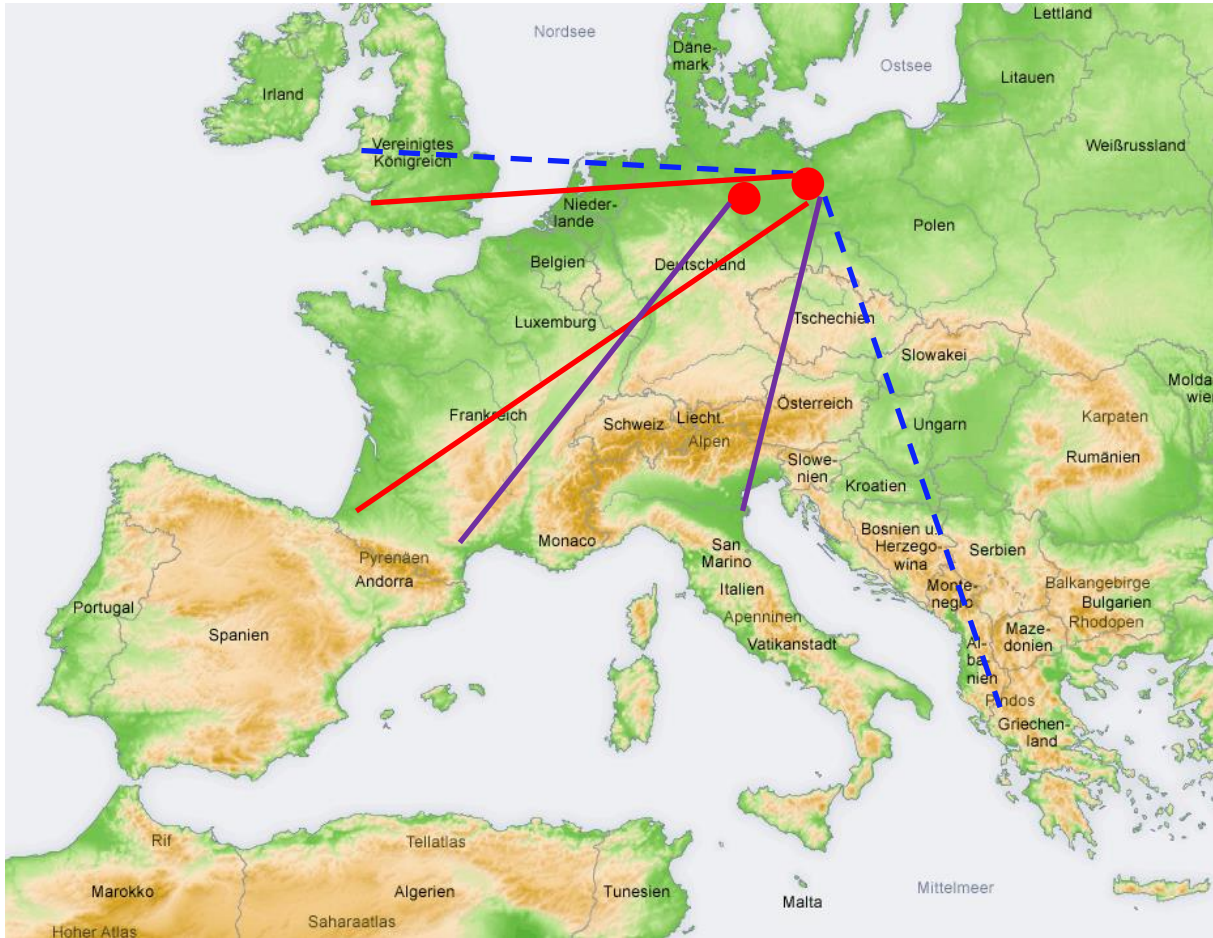 Lettland
Nordsee
Däne-
mark
Ostsee
Litauen
Irland
Vereinigtes
Königreich
Weißrussland
Nieder-
lande
Polen
Belgien
Deutschland
Tschechien
Luxemburg
Slowakei
Molda
wien
Frankreich
Schweiz
Liecht.
Österreich
Alpen
Ungarn
Karpaten
Rumänien
Slowe-
nien
Kroatien
Bosnien u.
Herzego-
wina
Monaco
San
Marino
Serbien
Pyrenäen
Andorra
Italien
Monte-
negro
Balkangebirge
Bulgarien
Rhodopen
Portugal
Spanien
Apenninen
Vatikanstadt
Maze-
donien
Al-
ba-
nien
Pindos
Griechen-
land
Rif
Tellatlas
Marokko
Algerien
Tunesien
Malta
Mittelmeer
Saharaatlas
Hoher Atlas